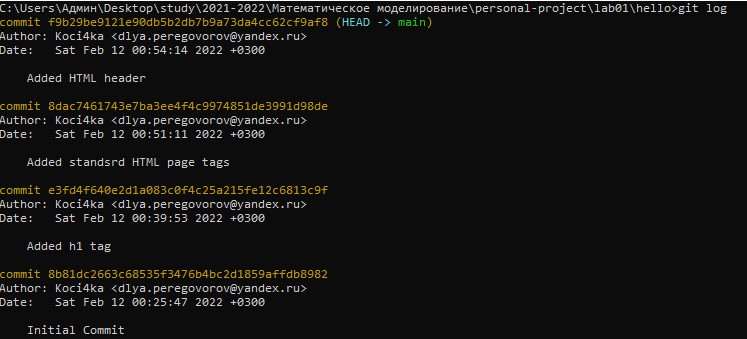 C:\Users\Админ\Desktop\study\2021-2022\Математическое моделирование\personal-project\lab01\hello>git log
commit f9b29be9121e90db5b2db7b9a73da4cc62cf9af8 (HEAD -> main)
Author: Koci4ka <dlya.peregovorov@yandex.ru>
Date:   Sat Feb 12 00:54:14 2022 +0300
    Added HTML header
commit 8dac7461743e7ba3ee4f4c9974851de3991d98de
Author: Koci4ka <dlya.peregovorov@yandex.ru>
Date:   Sat Feb 12 00:51:11 2022 +0300
    Added standsrd HTML page tags
commit e3fd4f640e2d1a083c0f4c25a215fe12c6813c9f
Author: Koci4ka <dlya.peregovorov@yandex.ru>
Date:   Sat Feb 12 00:39:53 2022 +0300
    Added h1 tag
commit 8b81dc2663c68535f3476b4bc2d1859affdb8982
Author: Koci4ka <dlya.peregovorov@yandex.ru>
Date:   Sat Feb 12 00:25:47 2022 +0300
    Initial Commit